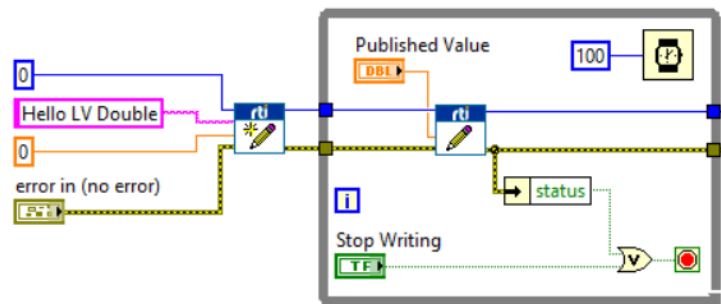 0
Hello LV Double
0
error in (no error)
rti
Published Value
DBL
100
rti
i
status
Stop Writing
TF
V